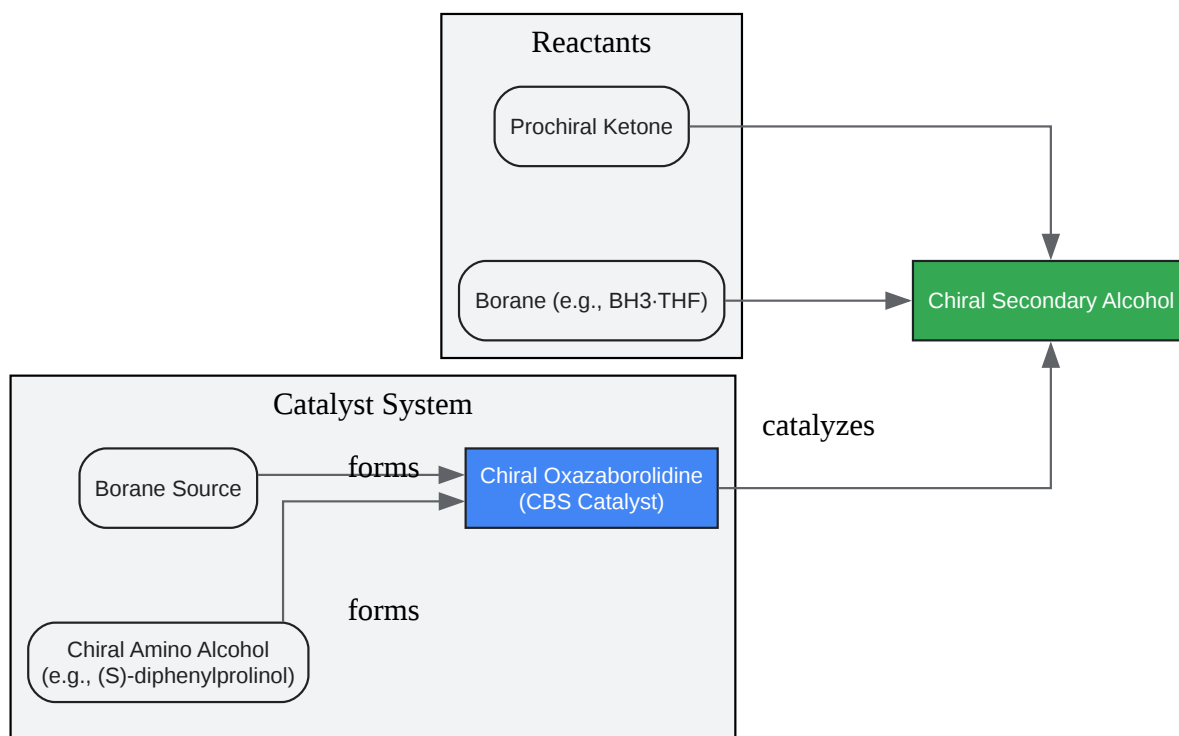 Reactants
Prochiral Ketone
Borane (e.g., BH3·THF)
Chiral Secondary Alcohol
Catalyst System
catalyzes
Borane Source
forms
Chiral Oxazaborolidine
(CBS Catalyst)
forms
Chiral Amino Alcohol
(e.g., (S)-diphenylprolinol)